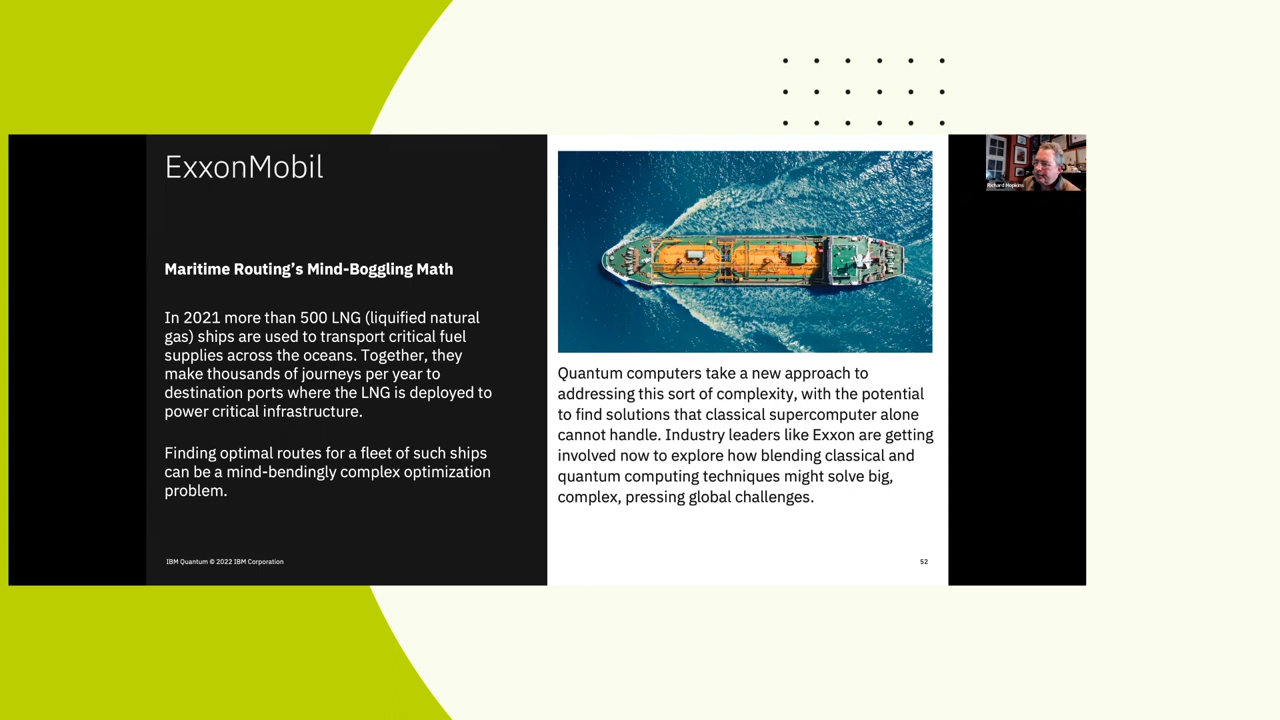 ExxonMobil
Maritime Routing's Mind-Boggling Math
In 2021 more than 500 LNG (liquified natural
gas) ships are used to transport critical fuel
supplies across the oceans. Together, they
make thousands of journeys per year to
destination ports where the LNG is deployed to
power critical infrastructure.
Finding optimal routes for a fleet of such ships
can be a mind-bendingly complex optimization
problem.
IBM Quantum © 2022 IBM Corporation
Quantum computers take a new approach to
addressing this sort of complexity, with the potential
to find solutions that classical supercomputer alone
cannot handle. Industry leaders like Exxon are getting
involved now to explore how blending classical and
quantum computing techniques might solve big,
complex, pressing global challenges.
52
Richard Hopkins